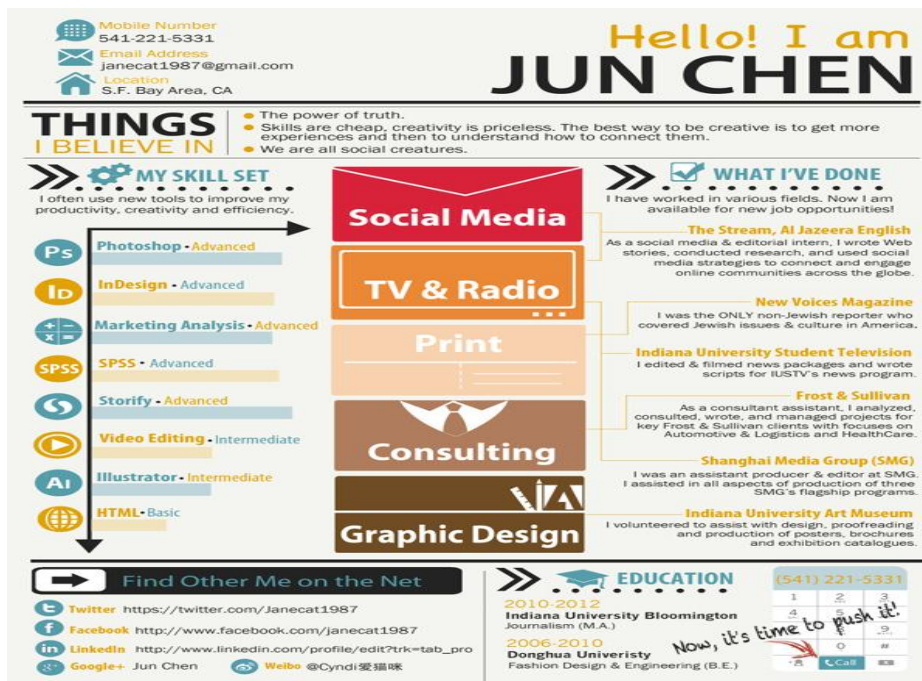 Mobile Number
541-221-5331
Email Address
janecat1987@gmail.com
Location
S.F. Bay Area, CA
Hello! I am
JUN CHEN
THINGS
I BELIEVE IN
The power of truth.
Skills are cheap, creativity is priceless. The best way to be creative is to get more
experiences and then to understand how to connect them.
We are all social creatures.
MY SKILL SET
I often use new tools to improve my
productivity, creativity and efficiency.
Ps Photoshop - Advanced
ID InDesign - Advanced
Marketing Analysis - Advanced
SPSS SPSS - Advanced
Storify - Advanced
Video Editing - Intermediate
AI Illustrator - Intermediate
HTML - Basic
Social Media
TV & Radio
Print
Consulting
Graphic Design
WHAT I'VE DONE
I have worked in various fields. Now I am
available for new job opportunities!
The Stream, Al Jazeera English
As a social media & editorial intern, I wrote Web
stories, conducted research, and used social
media strategies to connect and engage
online communities across the globe.
New Voices Magazine
I was the ONLY non-Jewish reporter who
covered Jewish issues & culture in America.
Indiana University Student Television
I edited & filmed news packages and wrote
scripts for IUSTV's news program.
Frost & Sullivan
As a consultant assistant, I analyzed,
consulted, wrote, and managed projects for
key Frost & Sullivan clients with focuses on
Automotive & Logistics and HealthCare.
Shanghai Media Group (SMG)
I was an assistant producer & editor at SMG.
I assisted in all aspects of production of three
SMG's flagship programs.
Indiana University Art Museum
I volunteered to assist with design, proofreading
and production of posters, brochures
and exhibition catalogues.
Find Other Me on the Net
Twitter https://twitter.com/Janecat1987
Facebook http://www.facebook.com/janecat1987
LinkedIn http://www.linkedin.com/profile/edit?trk=tab_pro
Google+ Jun Chen
Weibo @Cyndi愛猫咪
EDUCATION
2010-2012
Indiana University Bloomington
Journalism (M.A.)
2006-2010
Donghua Univeristy
Fashion Design & Engineering (B.E.)
(541) 221-5331
1 2 3
4 5
9
0 #
Call
Now, it's time to push it!